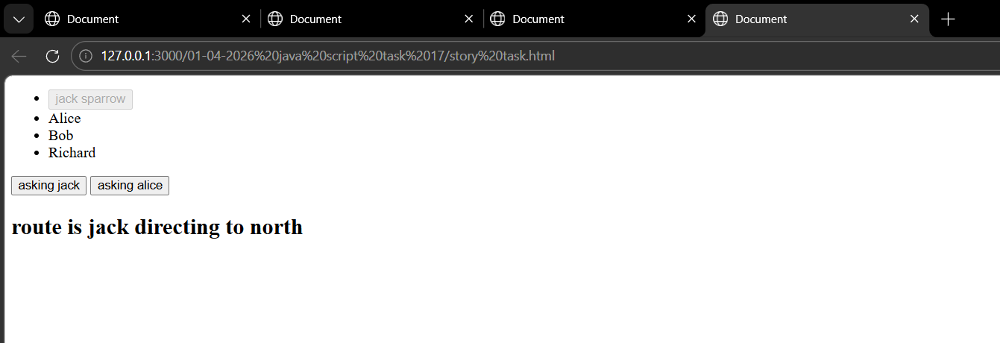 Document Document Document Document
127.0.0.1:3000/01-04-2026%20java%20script%20task%2017/story%20task.html
jack sparrow
Alice
Bob
Richard
asking jack asking alice
route is jack directing to north